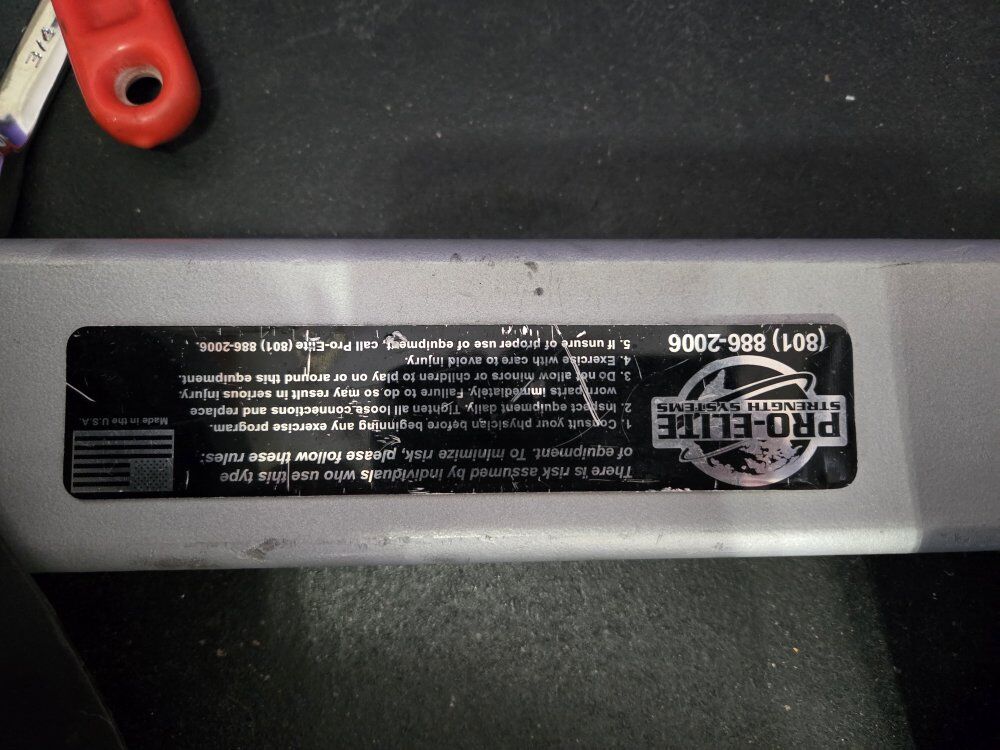 PRO-ELITE
STRENGTH SYSTEMS
(801) 886-2006
There is risk assumed by individuals who use this type
of equipment. To minimize risk, please follow these rules:
1. Consult your physician before beginning any exercise program.
2. Inspect equipment daily. Tighten all loose connections and replace
worn parts immediately. Failure to do so may result in serious injury.
3. Do not allow minors or children to play on or around this equipment.
4. Exercise with care to avoid injury.
5. If unsure of proper use of equipment, call Pro-Elite (801) 886-2006.
Made in the U.S.A.